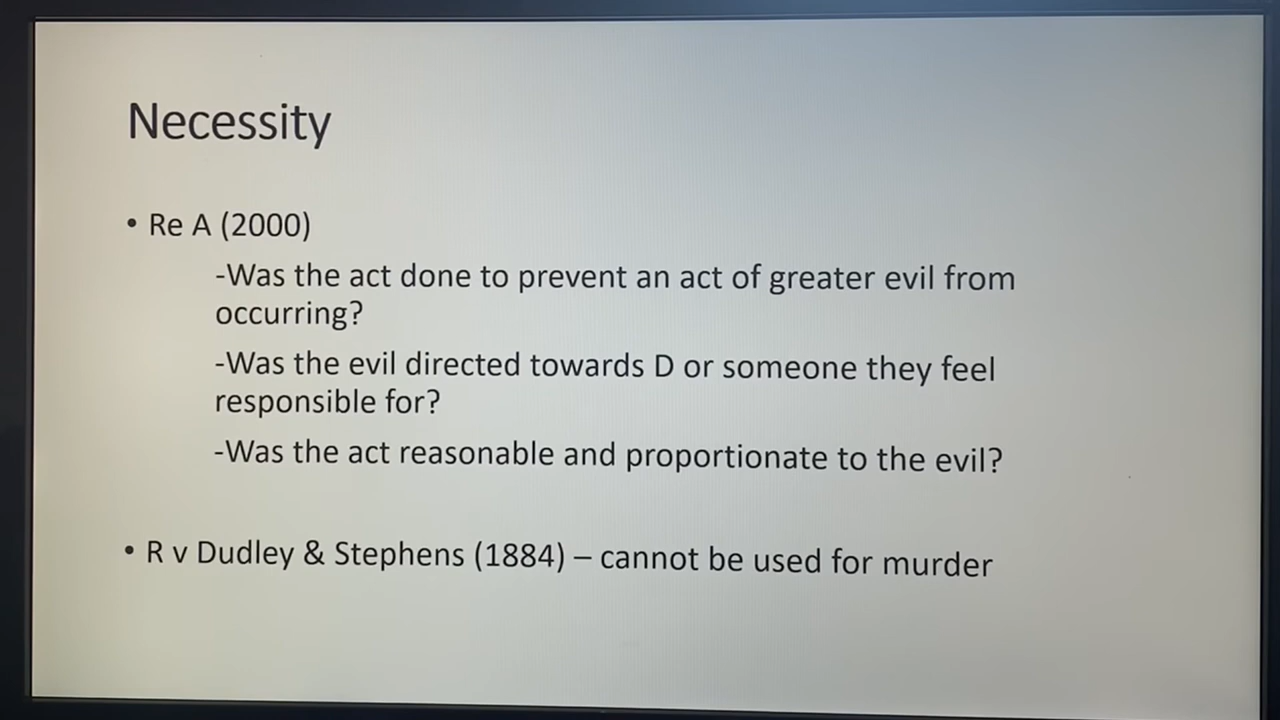 Necessity
• Re A (2000)
-Was the act done to prevent an act of greater evil from
occurring?
-Was the evil directed towards D or someone they feel
responsible for?
-Was the act reasonable and proportionate to the evil?
• R v Dudley & Stephens (1884) – cannot be used for murder